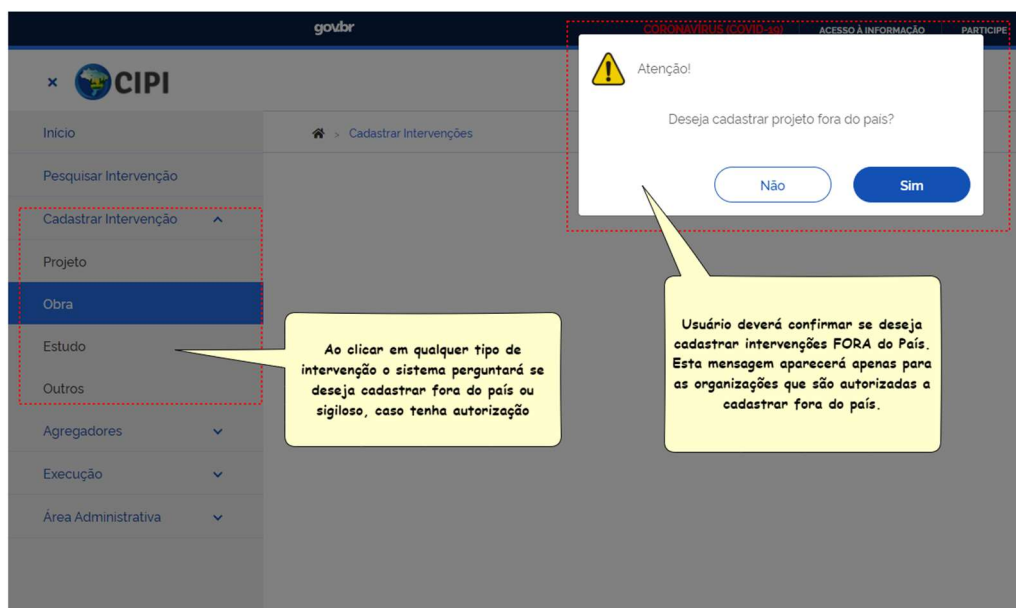 gov.br
CORONAVÍRUS (COVID-19)
ACESSO À INFORMAÇÃO
PARTICIPE
× CIPI
Atenção!
Deseja cadastrar projeto fora do país?
Não
Sim
Início
> Cadastrar Intervenções
Pesquisar Intervenção
Cadastrar Intervenção
Projeto
Obra
Estudo
Outros
Agregadores
Execução
Área Administrativa
Ao clicar em qualquer tipo de
intervenção o sistema perguntará se
deseja cadastrar fora do país ou
sigiloso, caso tenha autorização
Usuário deverá confirmar se deseja
cadastrar intervenções FORA do País.
Esta mensagem aparecerá apenas para
as organizações que são autorizadas a
cadastrar fora do país.